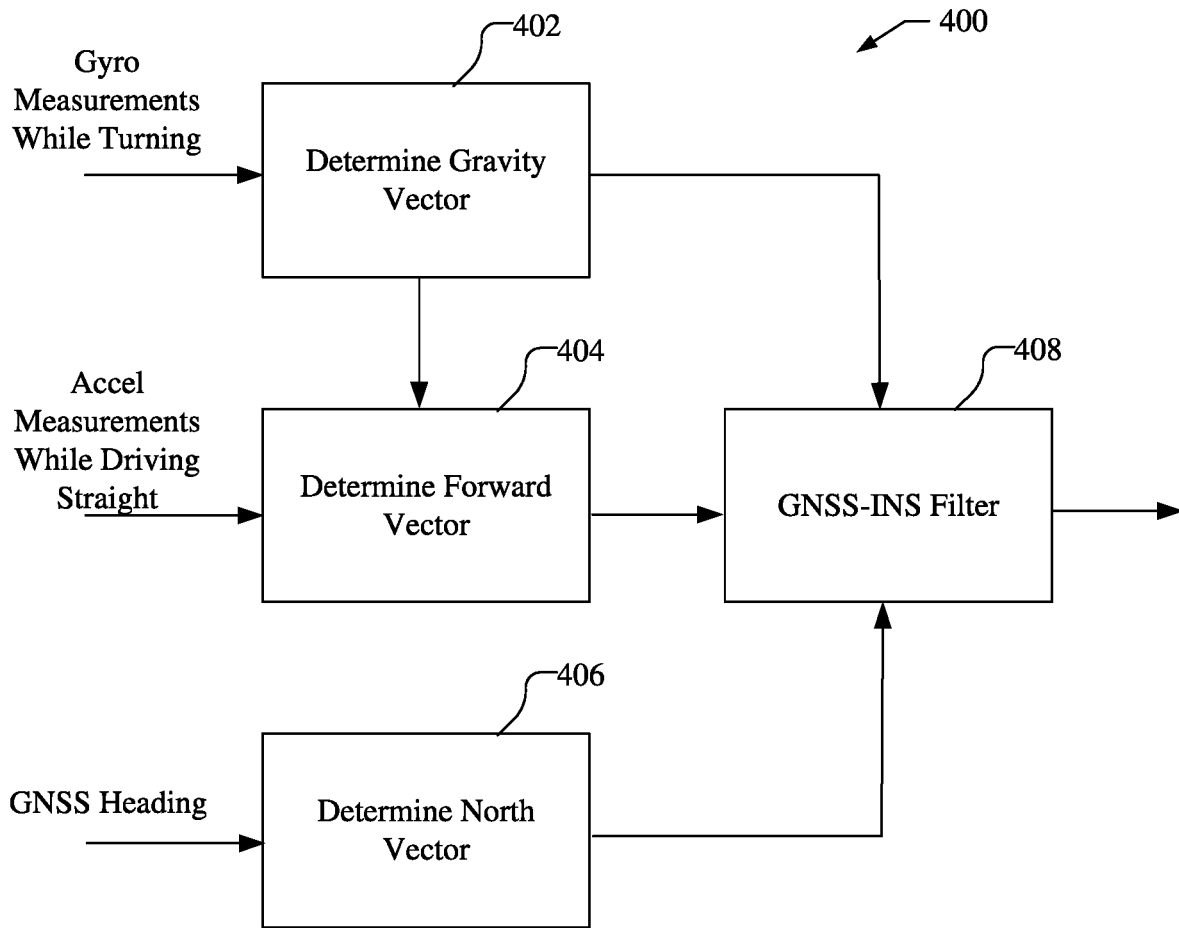 402
400
Gyro
Measurements
While Turning
Determine Gravity
Vector
404
408
Accel
Measurements
While Driving
Straight
Determine Forward
Vector
GNSS-INS Filter
406
GNSS Heading
Determine North
Vector